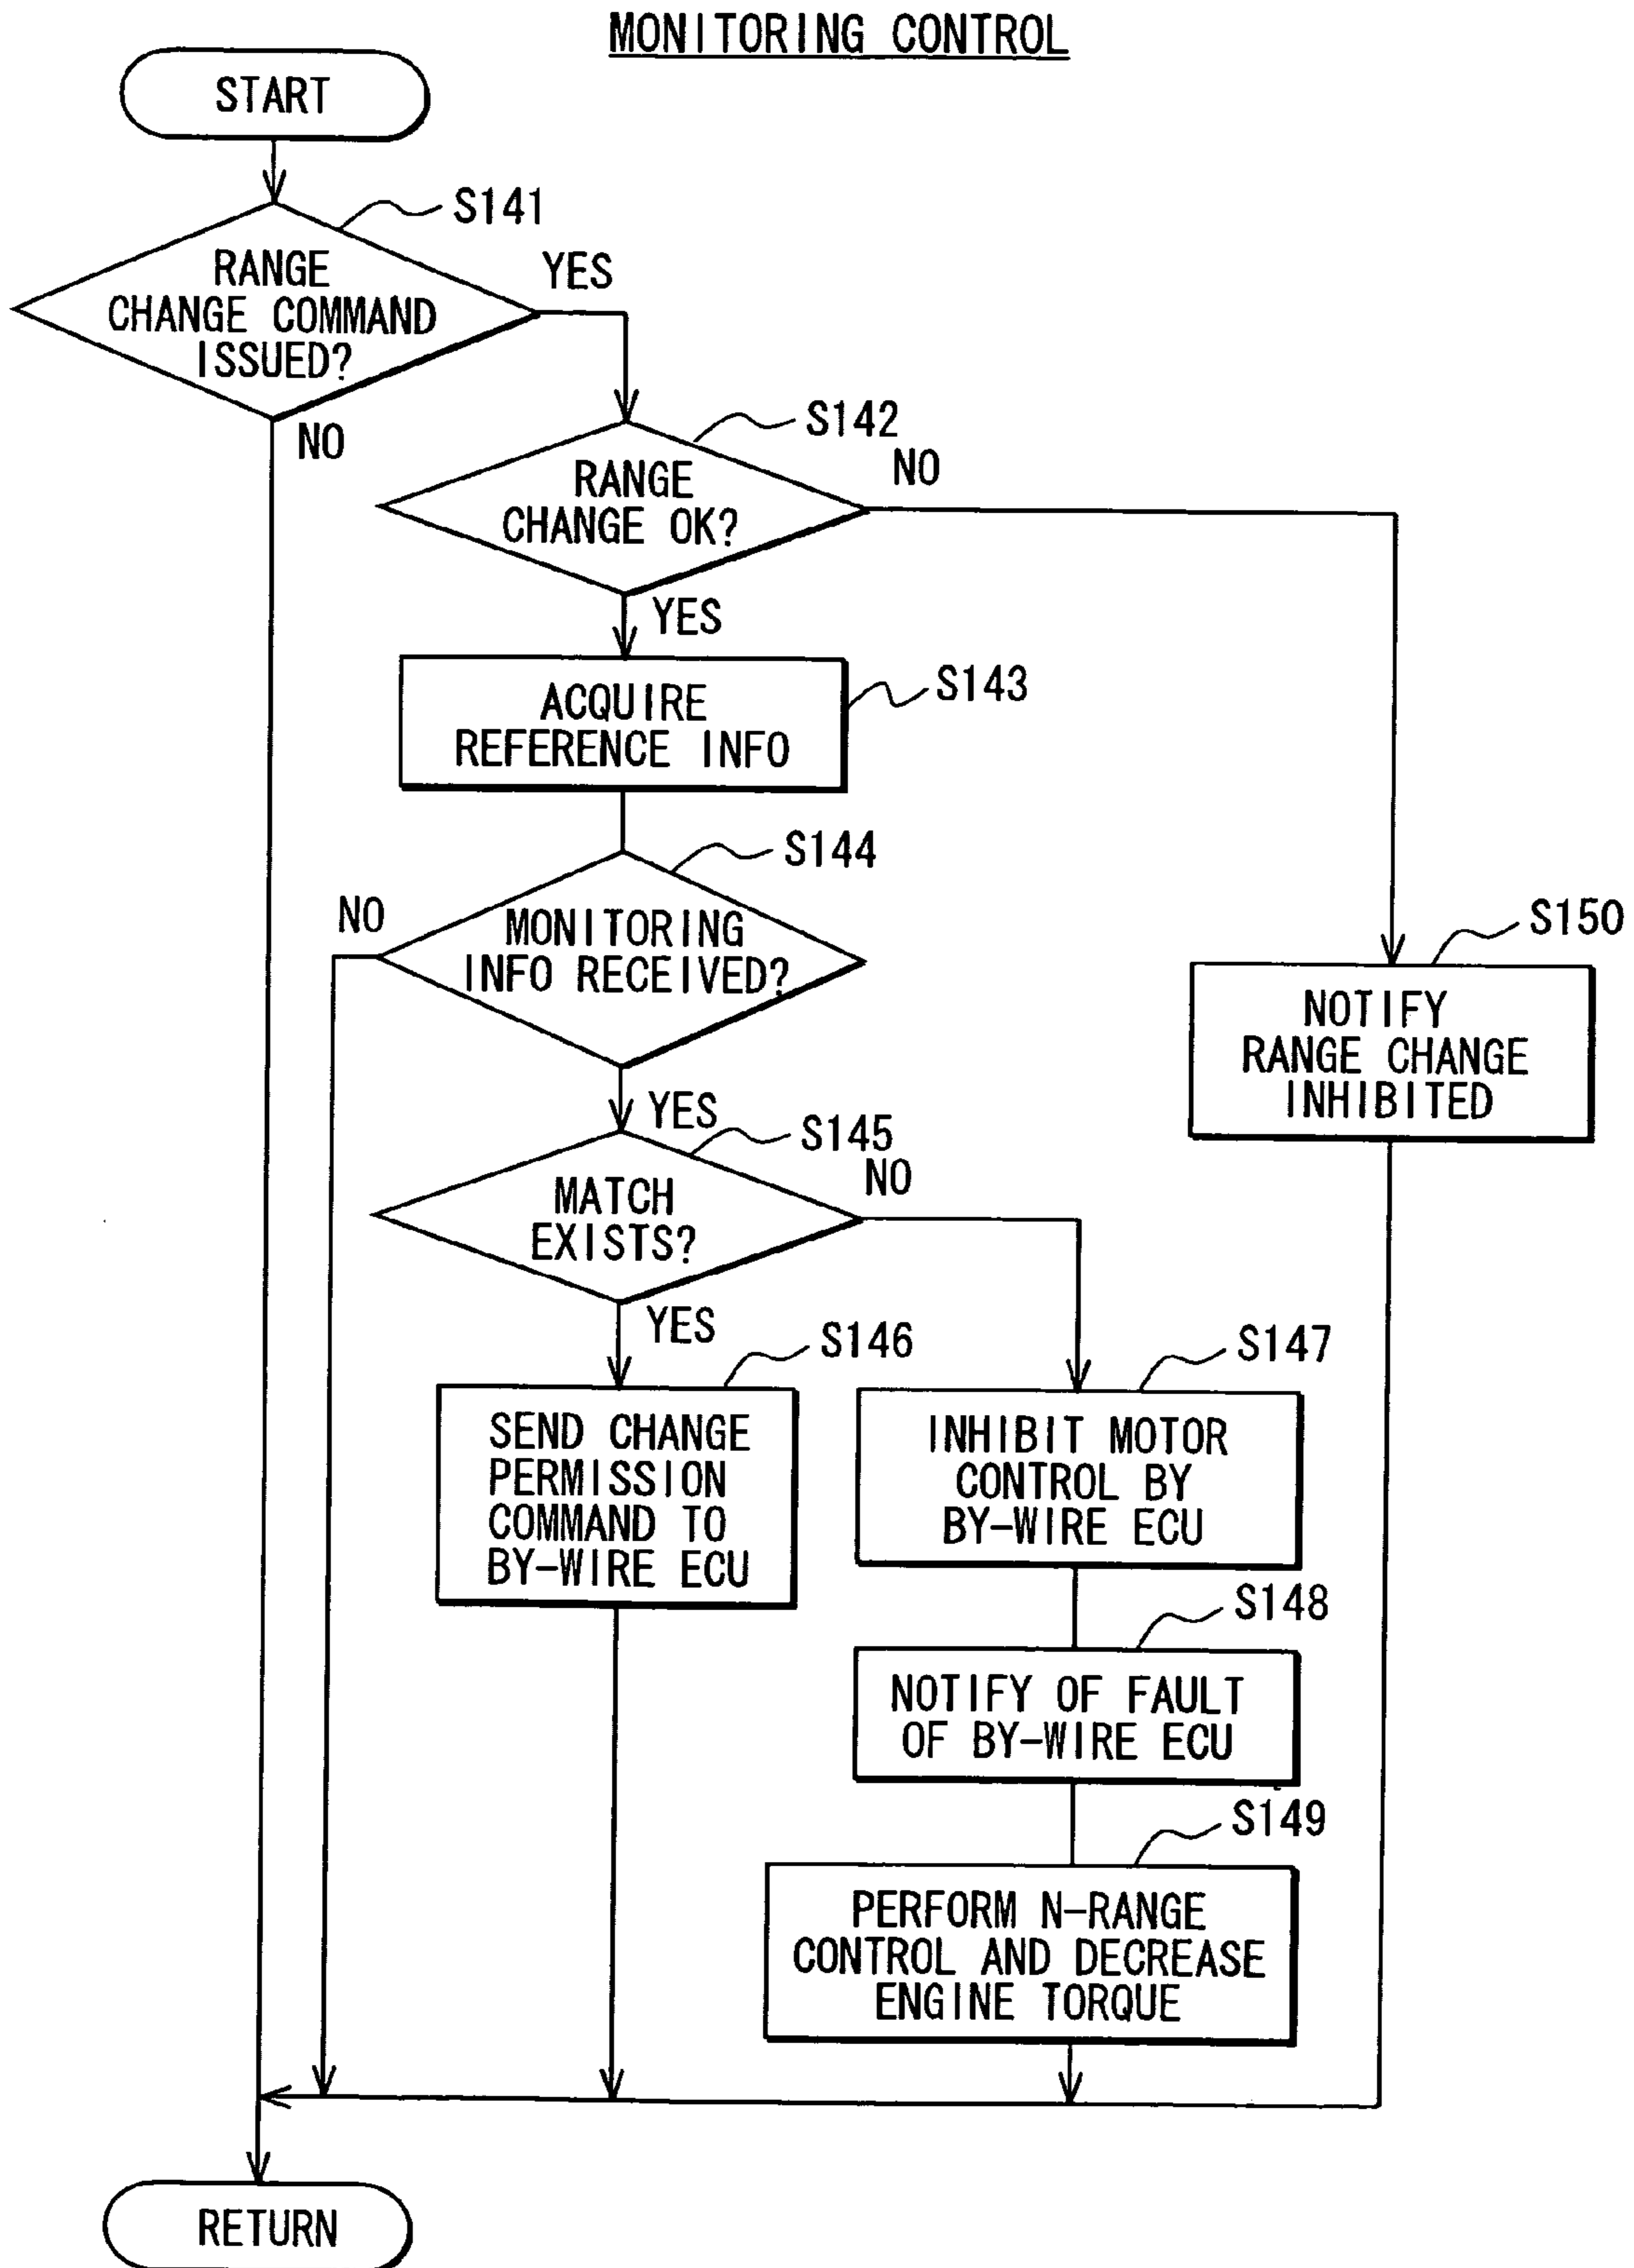 MONITORING CONTROL
START
S141
RANGE
CHANGE COMMAND
ISSUED?
YES
NO
S142
RANGE
CHANGE OK?
NO
YES
S143
ACQUIRE
REFERENCE INFO
S144
NO
MONITORING
INFO RECEIVED?
S150
NOTIFY
RANGE CHANGE
INHIBITED
YES
S145
MATCH
EXISTS?
NO
YES
S146
SEND CHANGE
PERMISSION
COMMAND TO
BY-WIRE ECU
S147
INHIBIT MOTOR
CONTROL BY
BY-WIRE ECU
S148
NOTIFY OF FAULT
OF BY-WIRE ECU
S149
PERFORM N-RANGE
CONTROL AND DECREASE
ENGINE TORQUE
RETURN